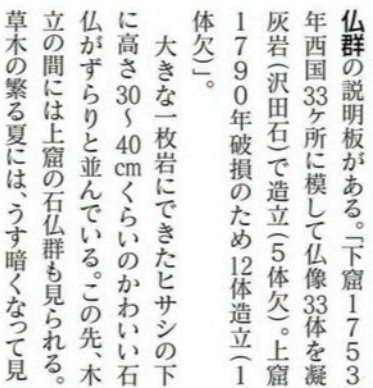 仏群の説明板がある。「下窟1753
年西国33ヶ所に模して仏像33体を凝
灰岩(沢田石)で造立(5体欠)。上窟
1790年破損のため12体造立(1
体欠)」。
大きな一枚岩にできたヒサシの下
に高さ30〜40cmくらいのかわいい石
仏がずらりと並んでいる。この先、木
立の間には上窟の石仏群も見られる。
草木の繁る夏には、うす暗くなって見